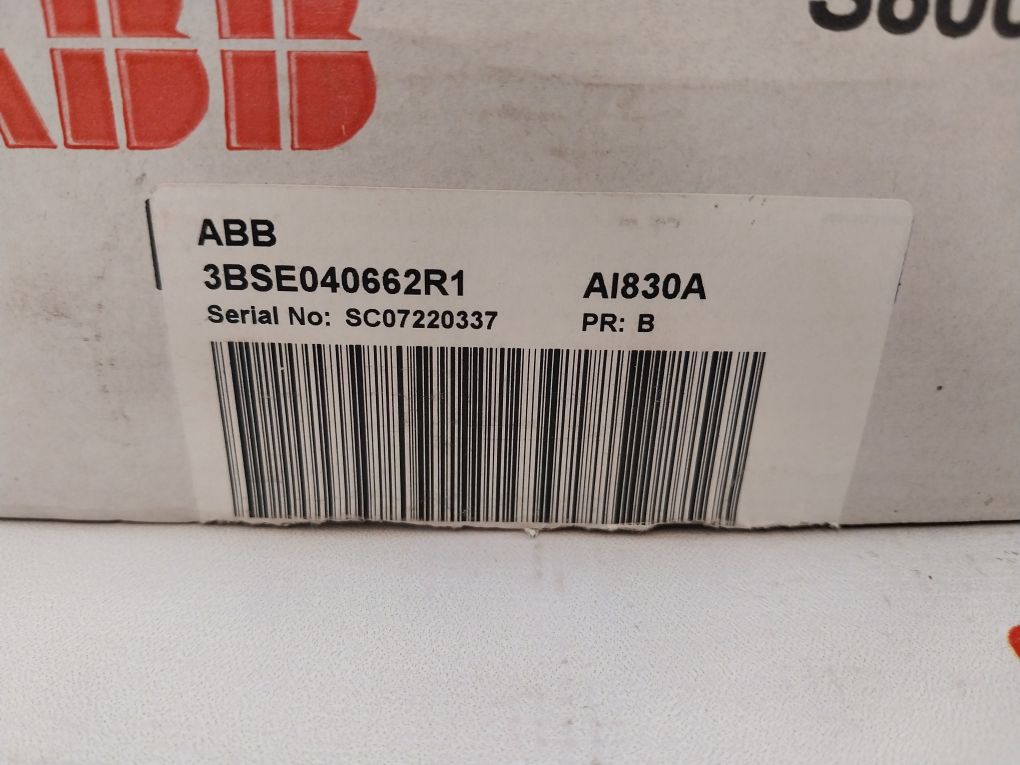 ABB
ABB
3BSE040662R1 AI830A
Serial No: SC07220337 PR: B